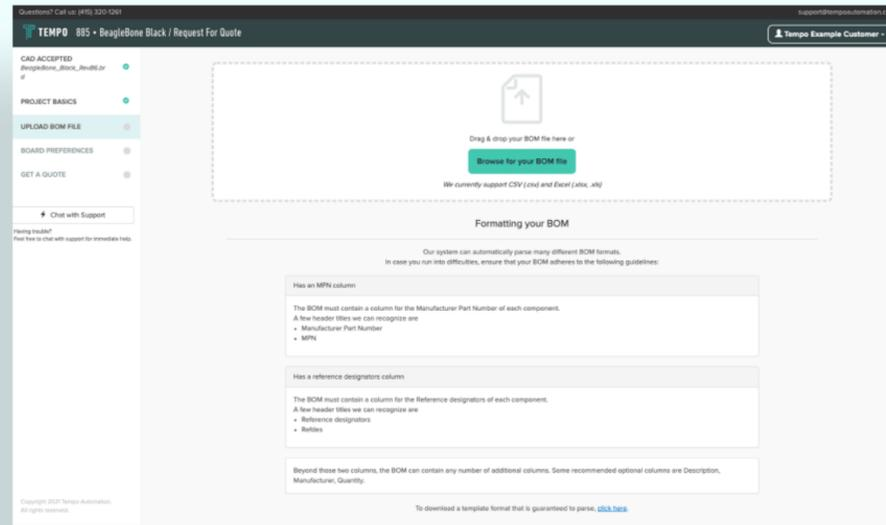 Questions? Call us: (415) 320-1261
support@tempoautomation.c
TEMPO 885 • BeagleBone Black / Request For Quote
Tempo Example Customer
CAD ACCEPTED
BeagleBone_Black_RevB6.br
d
PROJECT BASICS
UPLOAD BOM FILE
BOARD PREFERENCES
GET A QUOTE
Chat with Support
Having trouble?
Feel free to chat with support for immediate help.
Drag & drop your BOM file here or
Browse for your BOM file
We currently support CSV (.csv) and Excel (.xlsx, .xls)
Formatting your BOM
Our system can automatically parse many different BOM formats.
In case you run into difficulties, ensure that your BOM adheres to the following guidelines:
Has an MPN column
The BOM must contain a column for the Manufacturer Part Number of each component.
A few header titles we can recognize are
• Manufacturer Part Number
• MPN
Has a reference designators column
The BOM must contain a column for the Reference designators of each component.
A few header titles we can recognize are
• Reference designators
• Refdes
Beyond those two columns, the BOM can contain any number of additional columns. Some recommended optional columns are Description,
Manufacturer, Quantity.
To download a template format that is guaranteed to parse, click here.
Copyright 2021 Tempo Automation.
All rights reserved.